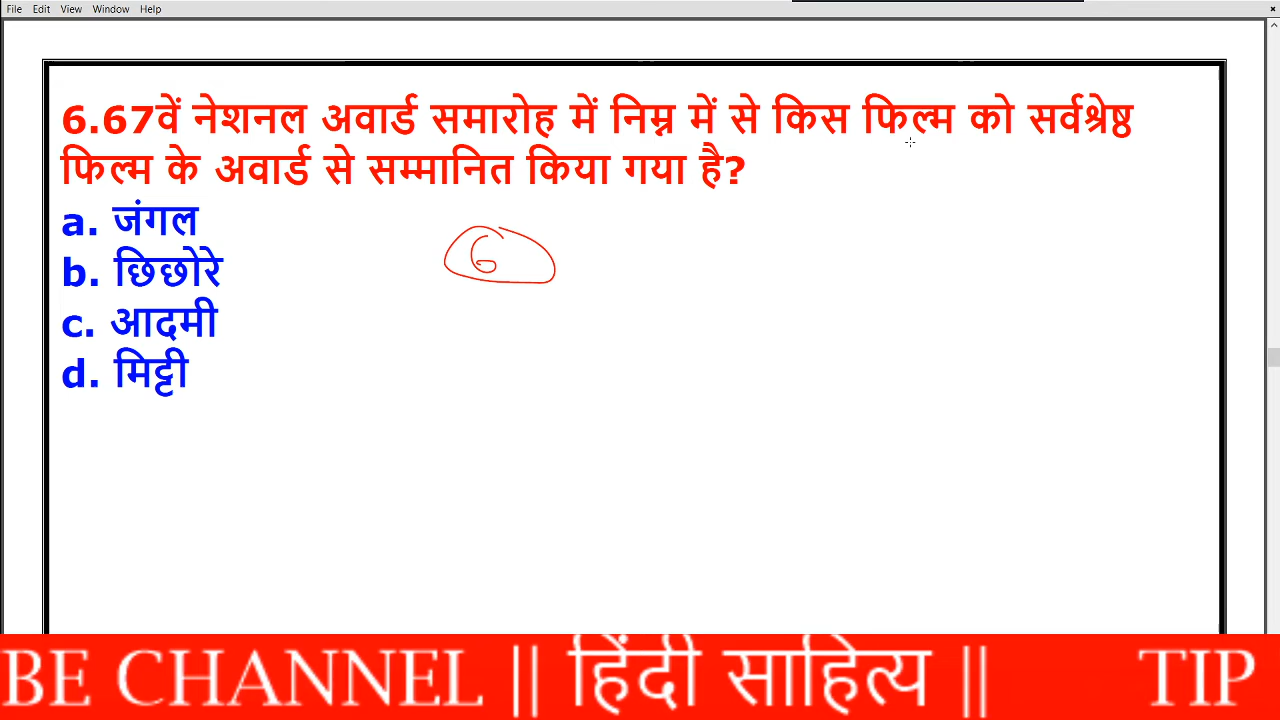 File Edit View Window Help
6.67वें नेशनल अवार्ड समारोह में निम्न में से किस फिल्म को सर्वश्रेष्ठ
फिल्म के अवार्ड से सम्मानित किया गया है?
a. जंगल
b. छिछोरे
6
c. आदमी
d. मिट्टी
BE CHANNEL || हिंदी साहित्य || TIP